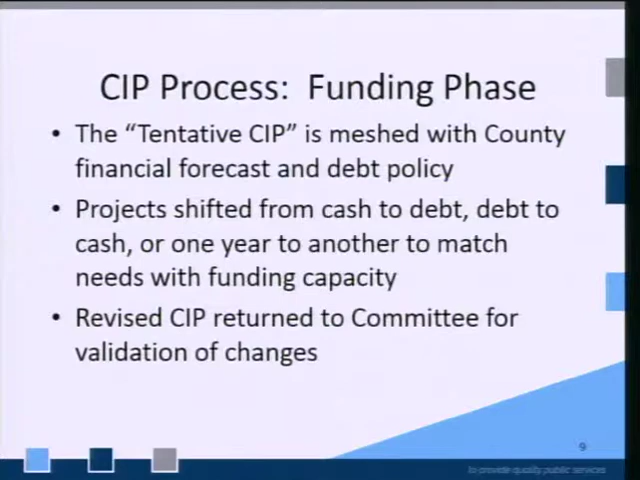 CIP Process:  Funding Phase
• The “Tentative CIP” is meshed with County
financial forecast and debt policy
• Projects shifted from cash to debt, debt to
cash, or one year to another to match
needs with funding capacity
• Revised CIP returned to Committee for
validation of changes
9
to provide quality public services